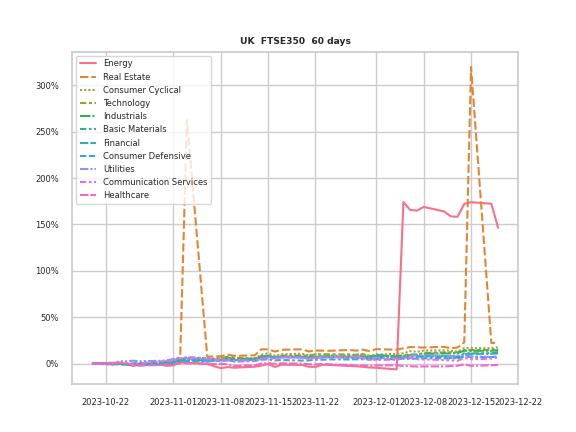 UK  FTSE350  60 days
Energy
Real Estate
Consumer Cyclical
Technology
Industrials
Basic Materials
Financial
Consumer Defensive
Utilities
Communication Services
Healthcare
300%
250%
200%
150%
100%
50%
0%
2023-10-22 2023-11-01 2023-11-08 2023-11-15 2023-11-22 2023-12-01 2023-12-08 2023-12-15 2023-12-22